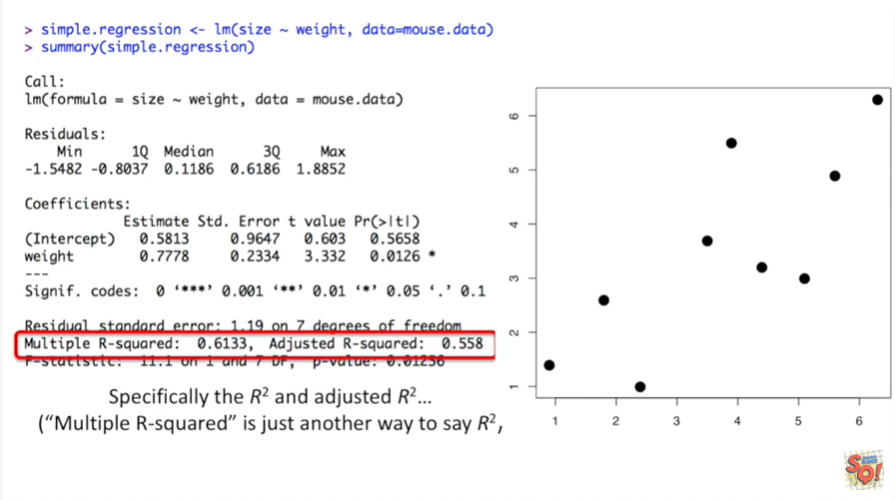 > simple.regression <- lm(size ~ weight, data=mouse.data)
> summary(simple.regression)
Call:
lm(formula = size ~ weight, data = mouse.data)
Residuals:
Min 1Q Median 3Q Max
-1.5482 -0.8037 0.1186 0.6186 1.8852
Coefficients:
Estimate Std. Error t value Pr(>|t|)
(Intercept) 0.5813 0.9647 0.603 0.5658
weight 0.7778 0.2334 3.332 0.0126 *
---
Signif. codes: 0 ‘***’ 0.001 ‘**’ 0.01 ‘*’ 0.05 ‘.’ 0.1
Residual standard error: 1.19 on 7 degrees of freedom
Multiple R-squared: 0.6133, Adjusted R-squared: 0.558
F-statistic: 11.1 on 1 and 7 DF, p-value: 0.01256
Specifically the R² and adjusted R²…
(“Multiple R-squared” is just another way to say R²,
6
5
4
3
2
1
1 2 3 4 5 6
SQ!